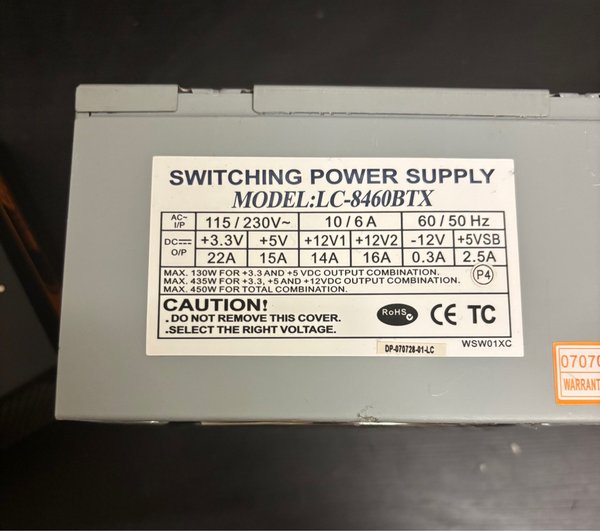 SWITCHING POWER SUPPLY
MODEL:LC-8460BTX
AC~ I/P 115 / 230V~ 10 / 6 A 60 / 50 Hz
DC O/P +3.3V +5V +12V1 +12V2 -12V +5VSB
22A 15A 14A 16A 0.3A 2.5A
MAX. 130W FOR +3.3 AND +5 VDC OUTPUT COMBINATION.
MAX. 435W FOR +3.3, +5 AND +12VDC OUTPUT COMBINATION.
MAX. 450W FOR TOTAL COMBINATION.
P4
CAUTION!
.DO NOT REMOVE THIS COVER.
.SELECT THE RIGHT VOLTAGE.
RoHS CE TC
DP-070728-01-LC
WSW01XC
0707
WARRANT